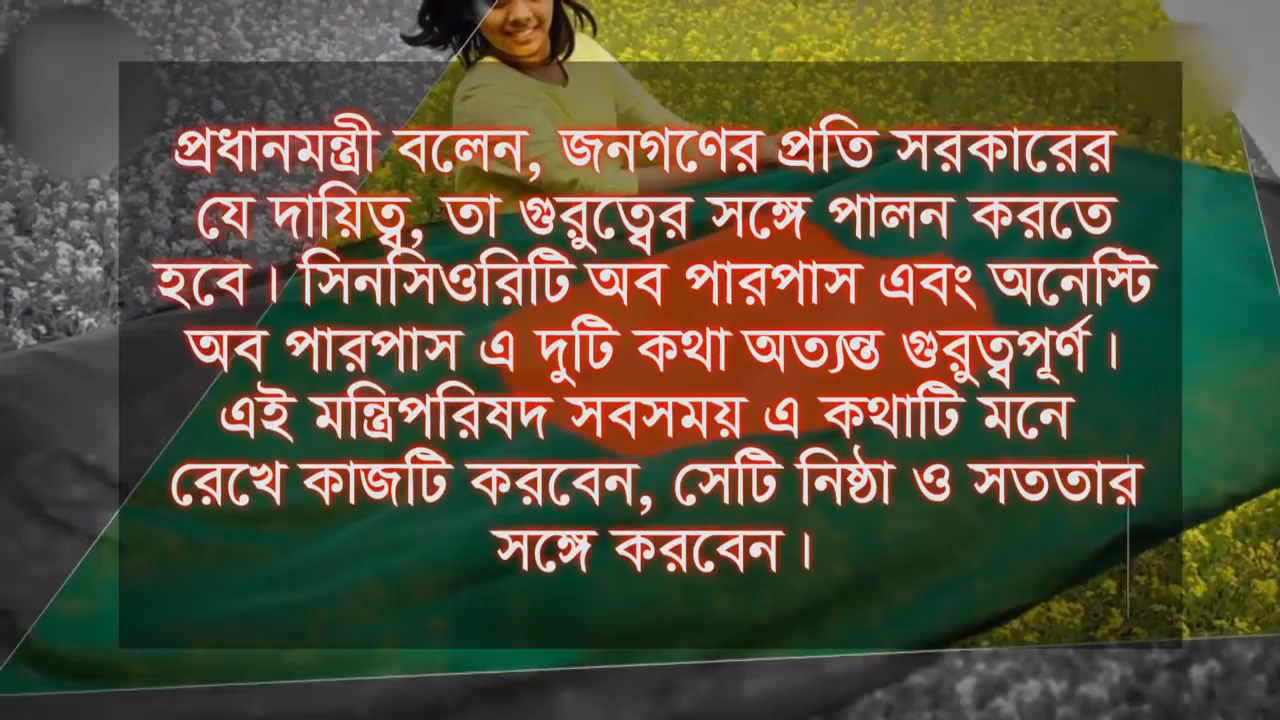 প্রধানমন্ত্রী বলেন, জনগণের প্রতি সরকারের
যে দায়িত্ব, তা গুরুত্বের সঙ্গে পালন করতে
হবে। সিনসিওরিটি অব পারপাস এবং অনেস্টি
অব পারপাস এ দুটি কথা অত্যন্ত গুরুত্বপূর্ণ।
এই মন্ত্রিপরিষদ সবসময় এ কথাটি মনে
রেখে কাজটি করবেন, সেটি নিষ্ঠা ও সততার
সঙ্গে করবেন।